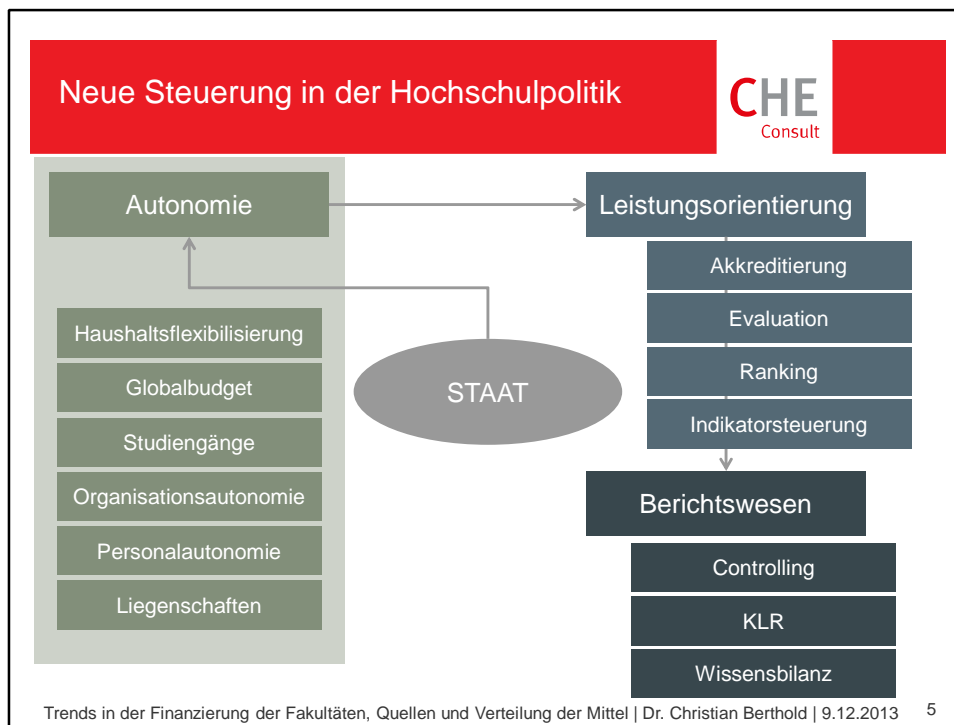 Neue Steuerung in der Hochschulpolitik
CHE
Consult
Autonomie
Haushaltsflexibilisierung
Globalbudget
Studiengänge
Organisationsautonomie
Personalautonomie
Liegenschaften
STAAT
Leistungsorientierung
Akkreditierung
Evaluation
Ranking
Indikatorsteuerung
Berichtswesen
Controlling
KLR
Wissensbilanz
Trends in der Finanzierung der Fakultäten, Quellen und Verteilung der Mittel | Dr. Christian Berthold | 9.12.2013 5